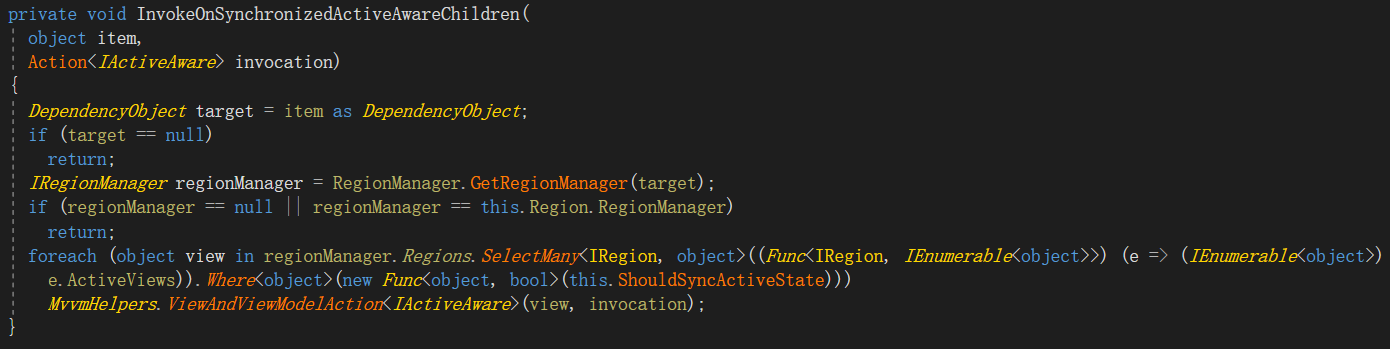 private void InvokeOnSynchronizedActiveAwareChildren(
  object item,
  Action<IActiveAware> invocation)
{
  DependencyObject target = item as DependencyObject;
  if (target == null)
    return;
  IRegionManager regionManager = RegionManager.GetRegionManager(target);
  if (regionManager == null || regionManager == this.Region.RegionManager)
    return;
  foreach (object view in regionManager.Regions.SelectMany<IRegion, object>((Func<IRegion, IEnumerable<object>>) (e => (IEnumerable<object>)
    e.ActiveViews)).Where<object>(new Func<object, bool>(this.ShouldSyncActiveState)))
    MvvmHelpers.ViewAndViewModelAction<IActiveAware>(view, invocation);
}